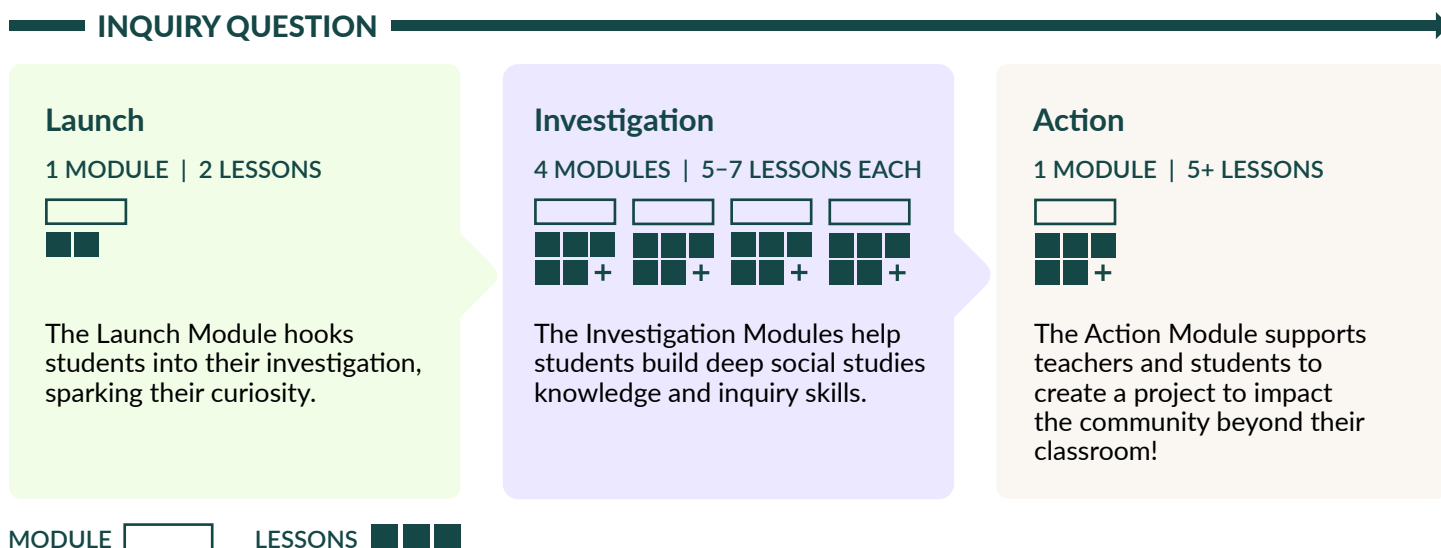 INQUIRY QUESTION
Launch
1 MODULE | 2 LESSONS
The Launch Module hooks
students into their investigation,
sparking their curiosity.
Investigation
4 MODULES | 5–7 LESSONS EACH
+ + + +
The Investigation Modules help
students build deep social studies
knowledge and inquiry skills.
Action
1 MODULE | 5+ LESSONS
+
The Action Module supports
teachers and students to
create a project to impact
the community beyond their
classroom!
MODULE LESSONS